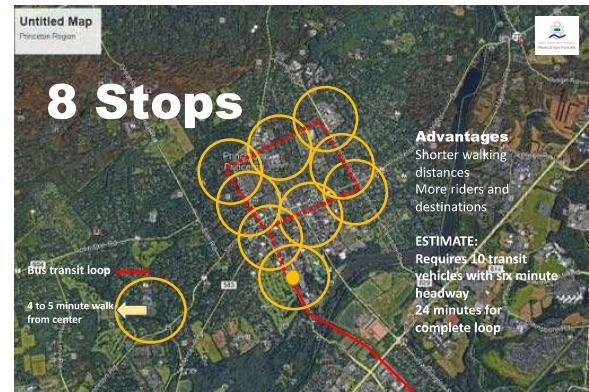 Untitled Map
Princeton Region
PRINCETON FUTURE
8 Stops
Advantages
Shorter walking
distances
More riders and
destinations
ESTIMATE:
Requires 10 transit
vehicles with six minute
headway
24 minutes for
complete loop
Bus transit loop
583
4 to 5 minute walk
from center